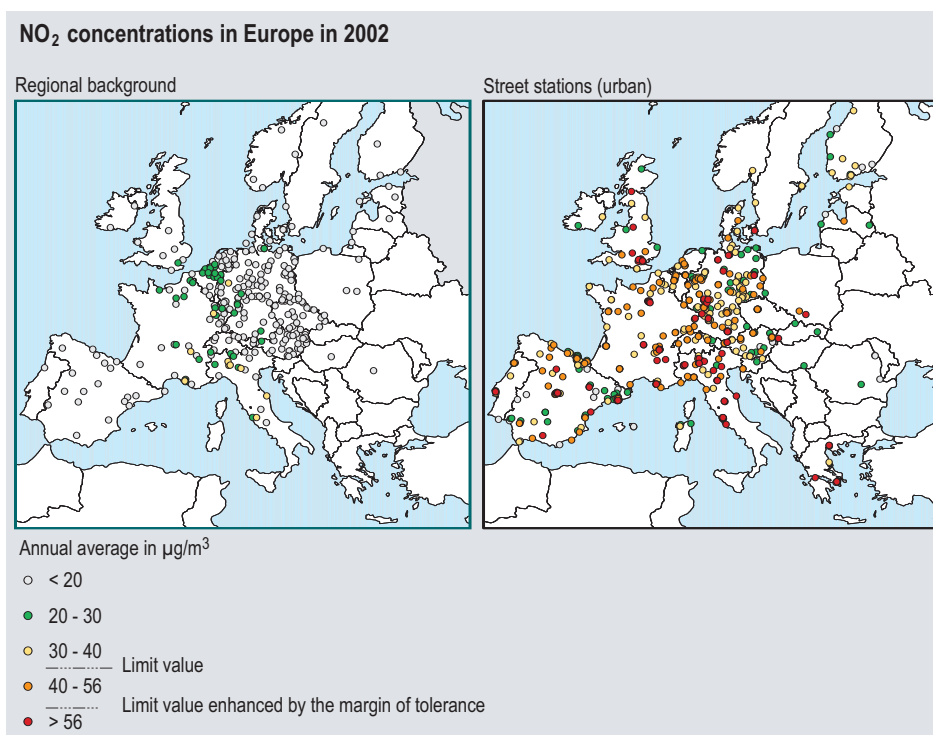 NO₂ concentrations in Europe in 2002
Regional background
Street stations (urban)
Annual average in µg/m³
< 20
20 - 30
30 - 40
Limit value
40 - 56
Limit value enhanced by the margin of tolerance
> 56